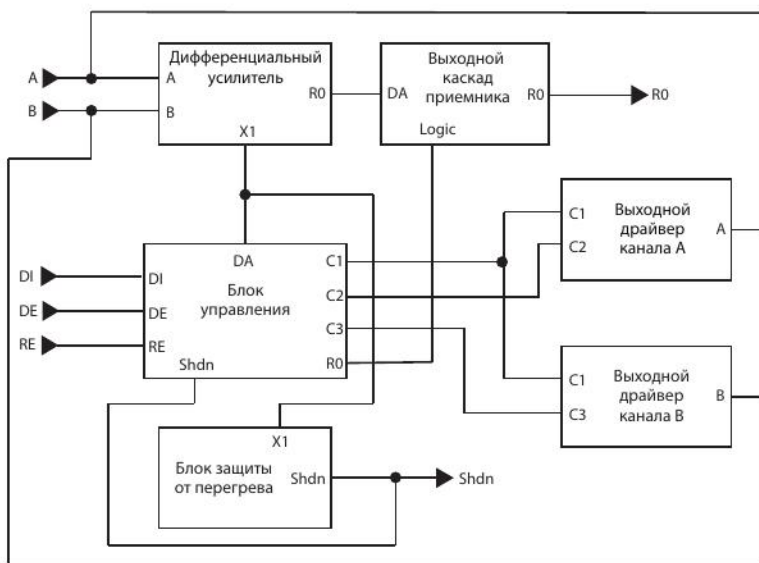 A
B
Дифференциальный
усилитель
A
B
R0
X1
Выходной
каскад
приемника
DA
R0
Logic
R0
DI
DE
RE
DA
DI
DE
RE
Блок
управления
C1
C2
C3
R0
Shdn
C1
C2
Выходной
драйвер
канала A
A
C1
C3
Выходной
драйвер
канала B
B
X1
Блок защиты
от перегрева
Shdn
Shdn